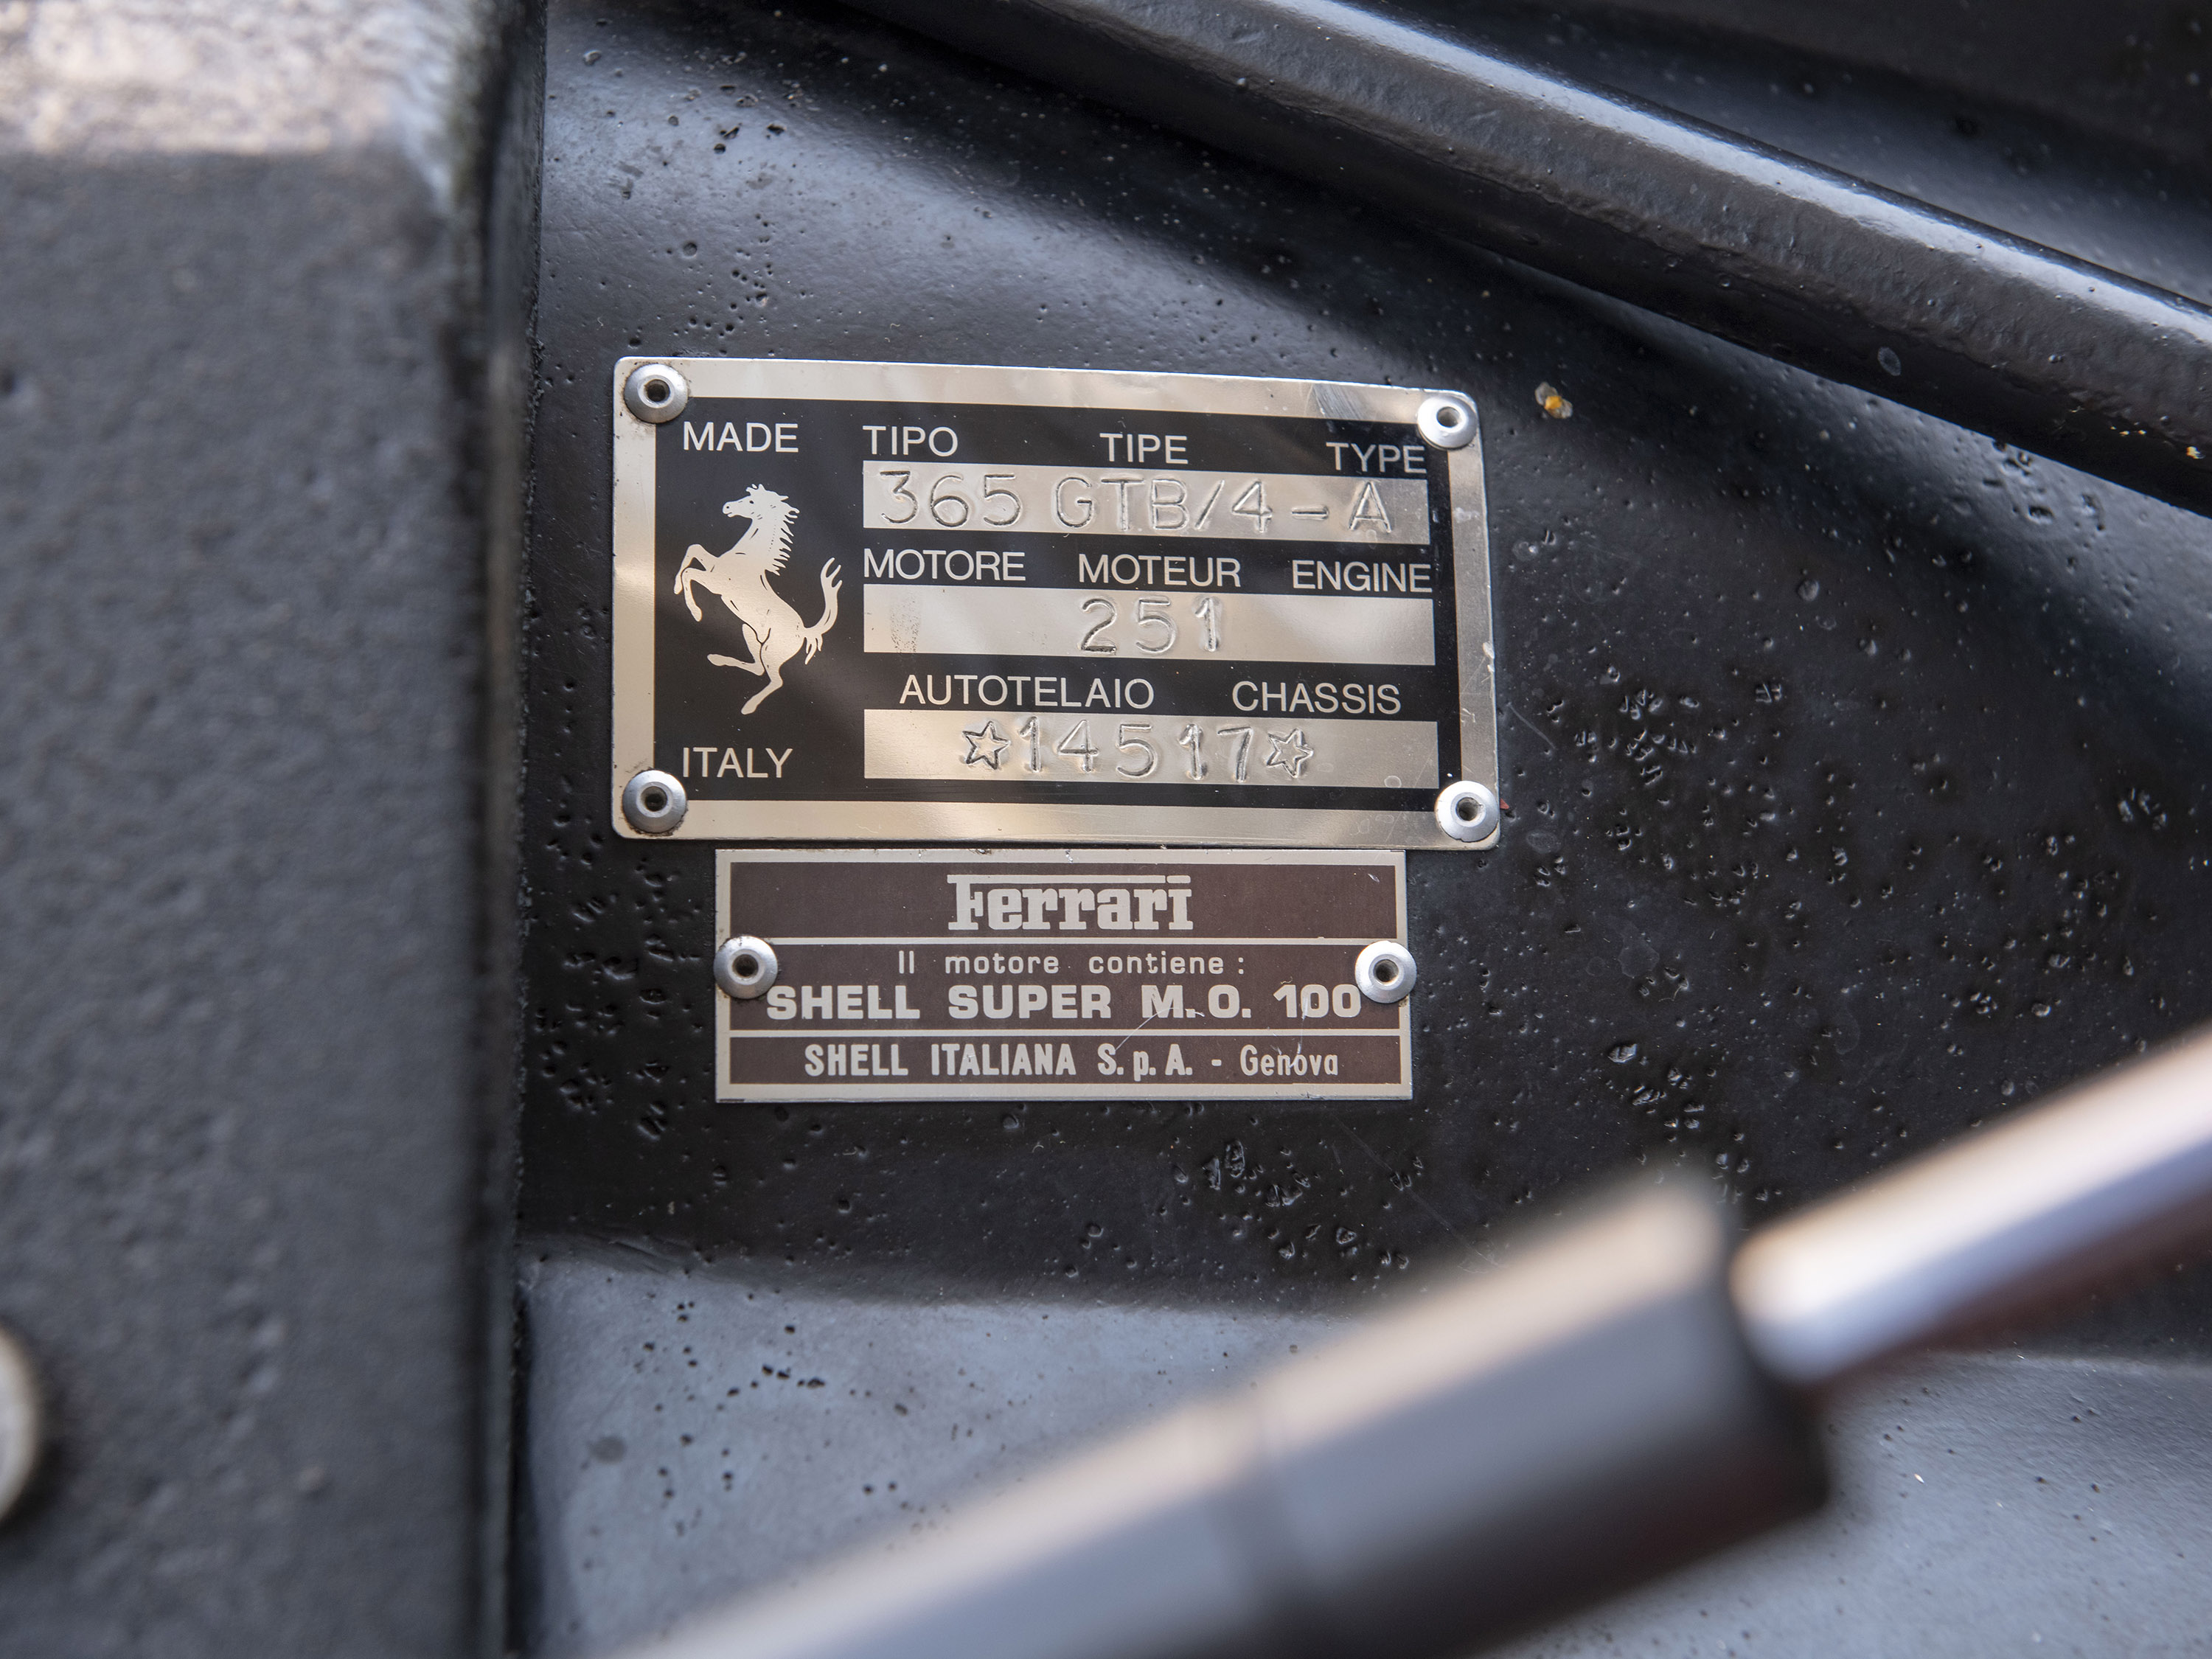 MADE
TIPO TIPE TYPE
365 GTB/4-A
MOTORE MOTEUR ENGINE
251
AUTOTELAIO CHASSIS
☆14517☆
ITALY
Ferrari
Il motore contiene:
SHELL SUPER M.O. 100
SHELL ITALIANA S.p.A. - Genova